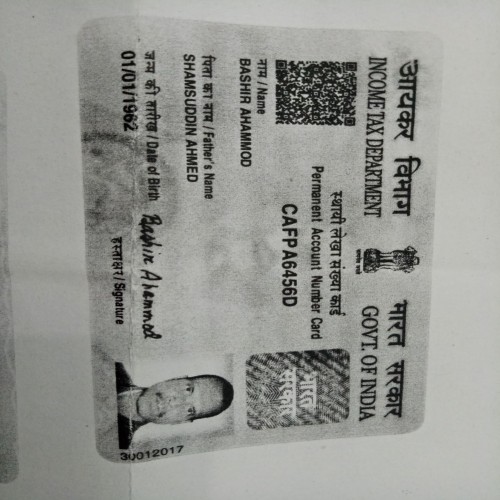 आयकर विभाग
INCOME TAX DEPARTMENT
भारत सरकार
GOVT. OF INDIA
स्थायी लेखा संख्या कार्ड
Permanent Account Number Card
CAFPA6456D
नाम / Name
BASHIR AHAMMOD
पिता का नाम / Father's Name
SHAMSUDDIN AHMED
जन्म की तारीख / Date of Birth
01/01/1962
Bashir Ahammod
हस्ताक्षर / Signature
भारत सरकार
30012017